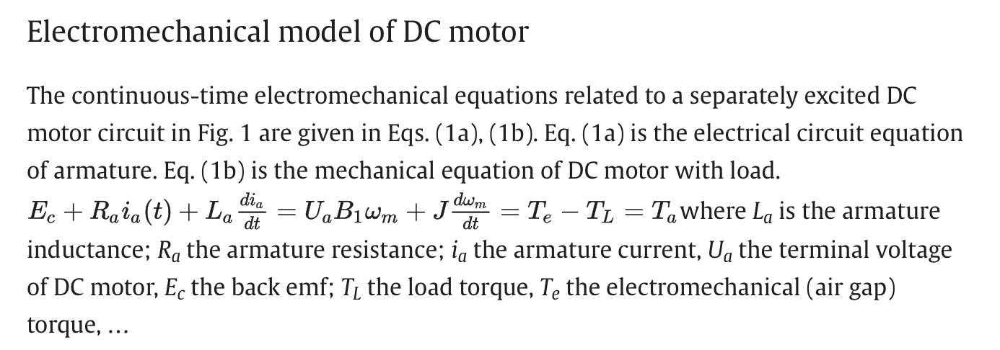 Electromechanical model of DC motor
The continuous-time electromechanical equations related to a separately excited DC
motor circuit in Fig. 1 are given in Eqs. (1a), (1b). Eq. (1a) is the electrical circuit equation
of armature. Eq. (1b) is the mechanical equation of DC motor with load.
$E_c + R_a i_a(t) + L_a \frac{di_a}{dt} = U_a B_1 \omega_m + J \frac{d\omega_m}{dt} = T_e - T_L = T_a$where $L_a$ is the armature
inductance; $R_a$ the armature resistance; $i_a$ the armature current, $U_a$ the terminal voltage
of DC motor, $E_c$ the back emf; $T_L$ the load torque, $T_e$ the electromechanical (air gap)
torque, …